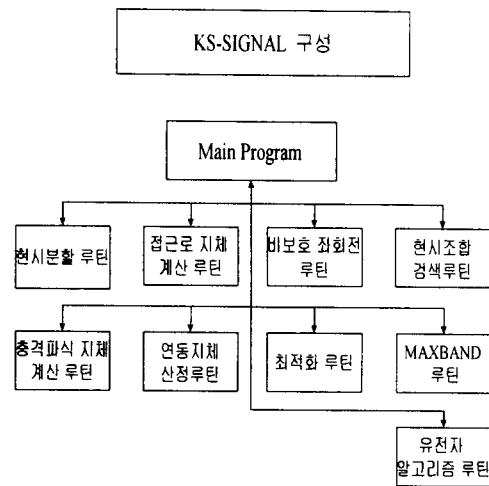 KS-SIGNAL 구성
Main Program
현시분할 루틴
접근로 지체
계산 루틴
비보호 좌회전
루틴
현시조합
검색루틴
충격파식 지체
계산 루틴
연동지체
산정루틴
최적화 루틴
MAXBAND
루틴
유전자
알고리즘 루틴